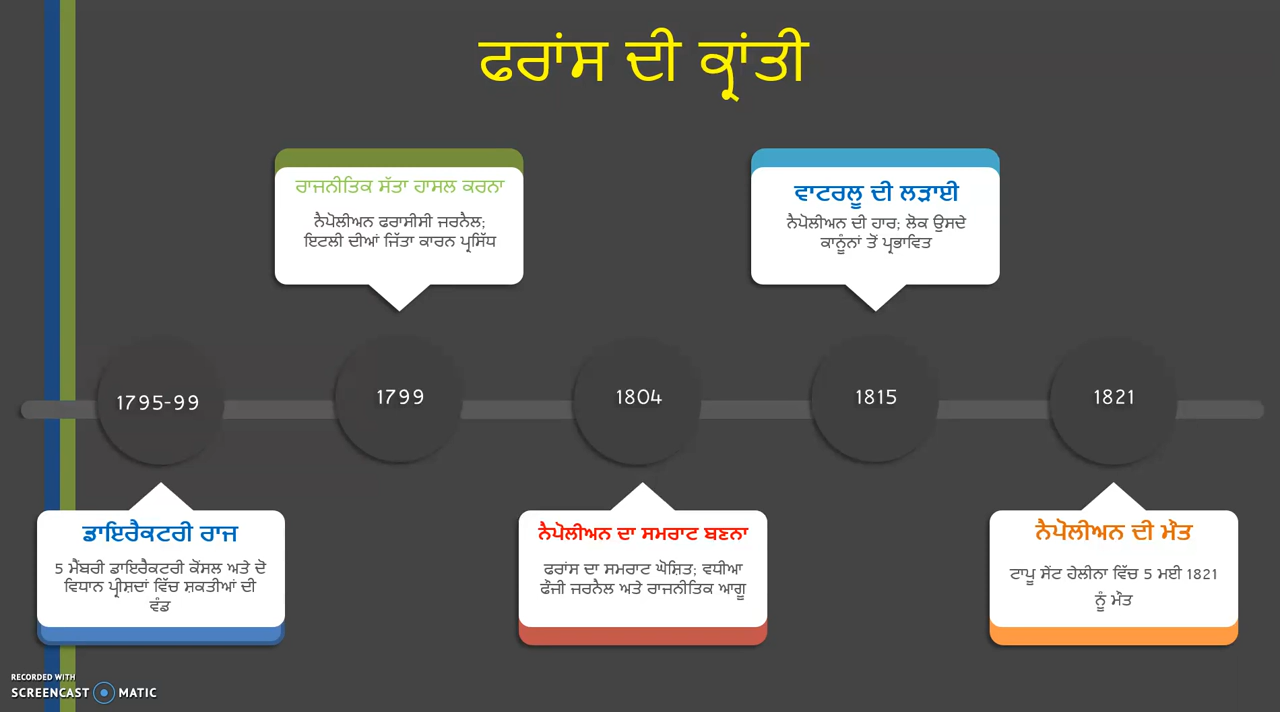 ਫਰਾਂਸ ਦੀ ਕ੍ਰਾਂਤੀ
ਰਾਜਨੀਤਿਕ ਸੱਤਾ ਹਾਸਲ ਕਰਨਾ
ਨੈਪੋਲੀਅਨ ਫਰਾਸੀਸੀ ਜਰਨੈਲ;
ਇਟਲੀ ਦੀਆਂ ਜਿੱਤਾ ਕਾਰਨ ਪ੍ਰਸਿੱਧ
ਵਾਟਰਲੂ ਦੀ ਲੜਾਈ
ਨੈਪੋਲੀਅਨ ਦੀ ਹਾਰ; ਲੋਕ ਉਸਦੇ
ਕਾਨੂੰਨਾਂ ਤੋਂ ਪ੍ਰਭਾਵਿਤ
1795-99
1799
1804
1815
1821
ਡਾਇਰੈਕਟਰੀ ਰਾਜ
5 ਮੈਂਬਰੀ ਡਾਇਰੈਕਟਰੀ ਕੌਂਸਲ ਅਤੇ ਦੋ
ਵਿਧਾਨ ਪ੍ਰੀਸ਼ਦਾਂ ਵਿੱਚ ਸ਼ਕਤੀਆਂ ਦੀ
ਵੰਡ
ਨੈਪੋਲੀਅਨ ਦਾ ਸਮਰਾਟ ਬਣਨਾ
ਫਰਾਂਸ ਦਾ ਸਮਰਾਟ ਘੋਸ਼ਿਤ; ਵਧੀਆ
ਫੌਜੀ ਜਰਨੈਲ ਅਤੇ ਰਾਜਨੀਤਿਕ ਆਗੂ
ਨੈਪੋਲੀਅਨ ਦੀ ਮੌਤ
ਟਾਪੂ ਸੇਂਟ ਹੇਲੀਨਾ ਵਿੱਚ 5 ਮਈ 1821
ਨੂੰ ਮੌਤ
RECORDED WITH
SCREENCAST MATIC